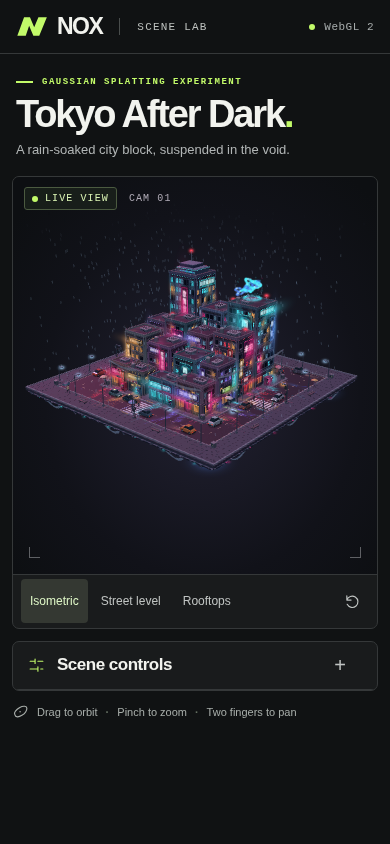 NOX
SCENE LAB
WebGL 2
GAUSSIAN SPLATTING EXPERIMENT
Tokyo After Dark.
A rain-soaked city block, suspended in the void.
LIVE VIEW
CAM 01
Isometric
Street level
Rooftops
Scene controls
+
Drag to orbit · Pinch to zoom · Two fingers to pan